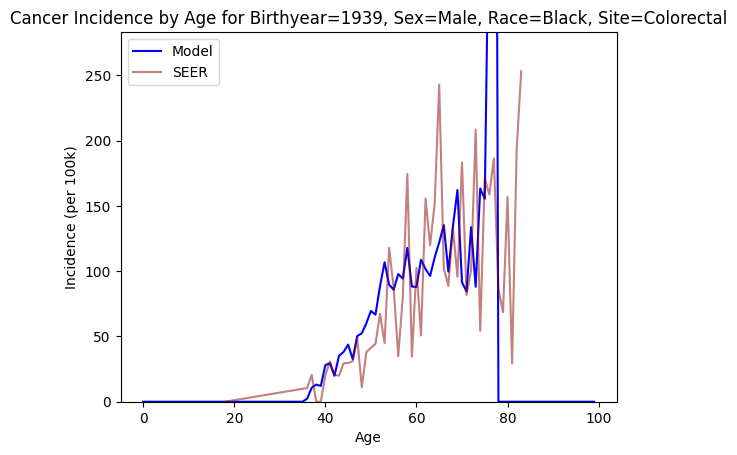 Cancer Incidence by Age for Birthyear=1939, Sex=Male, Race=Black, Site=Colorectal
Model
SEER
Incidence (per 100k)
250
200
150
100
50
0
0 20 40 60 80 100
Age